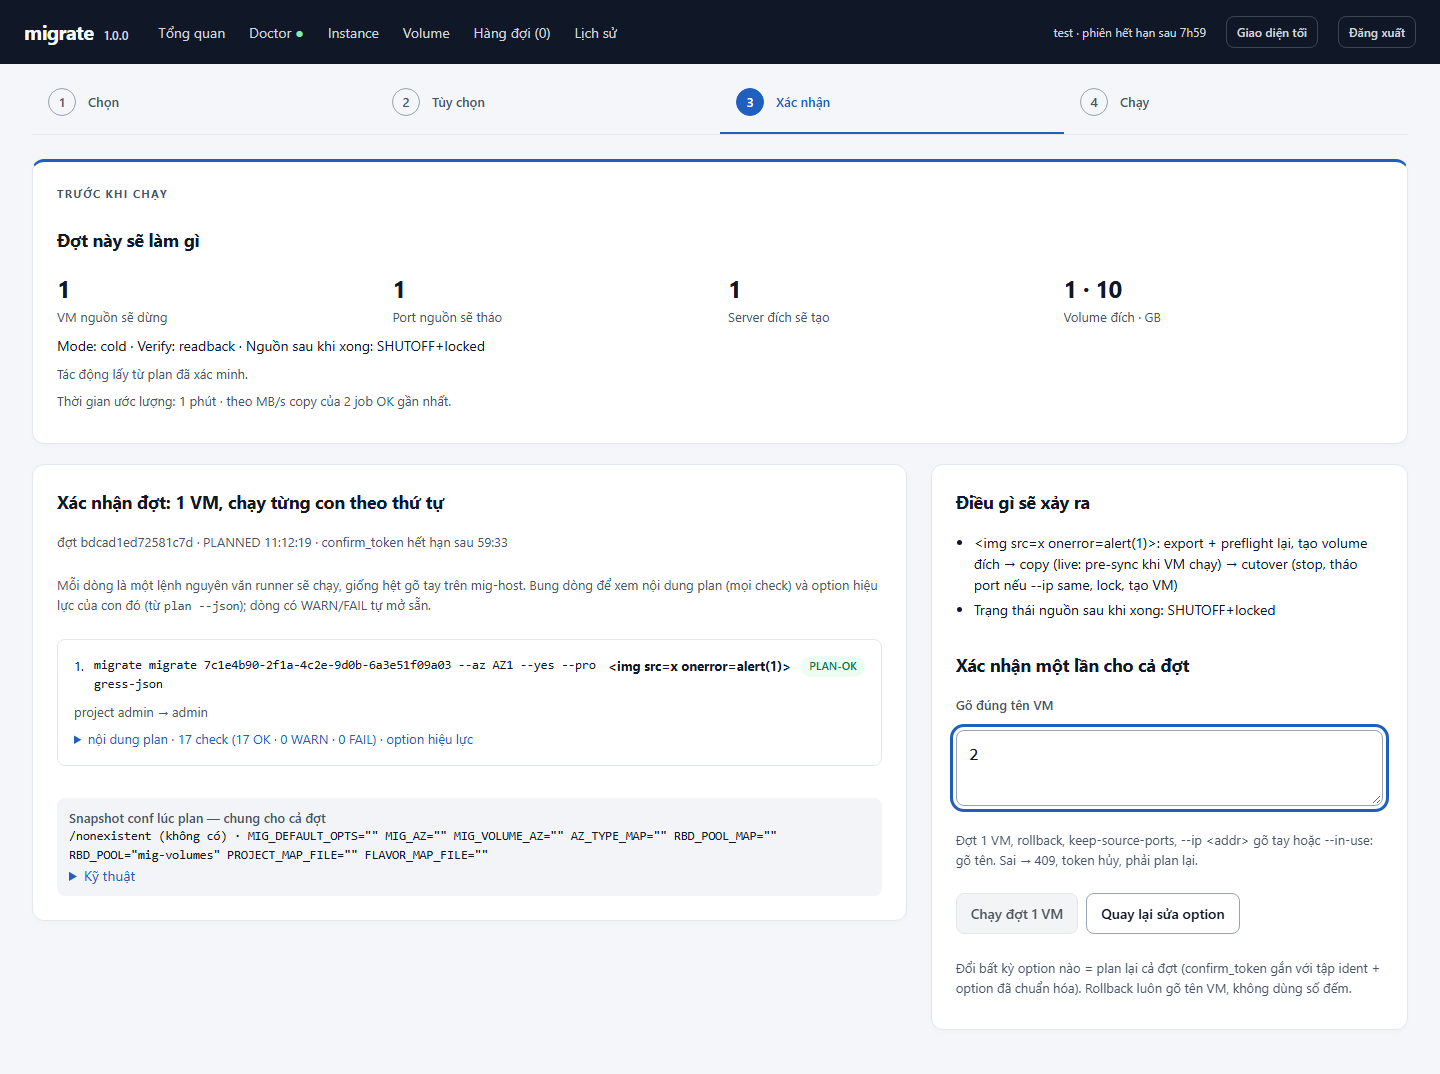 migrate 1.0.0 Tổng quan Doctor Instance Volume Hàng đợi (0) Lịch sử test · phiên hết hạn sau 7h59 Giao diện tối Đăng xuất
1 Chọn 2 Tùy chọn 3 Xác nhận 4 Chạy
TRƯỚC KHI CHẠY
Đợt này sẽ làm gì
1 1 1 1 · 10
VM nguồn sẽ dừng Port nguồn sẽ tháo Server đích sẽ tạo Volume đích · GB
Mode: cold · Verify: readback · Nguồn sau khi xong: SHUTOFF+locked
Tác động lấy từ plan đã xác minh.
Thời gian ước lượng: 1 phút · theo MB/s copy của 2 job OK gần nhất.
Xác nhận đợt: 1 VM, chạy từng con theo thứ tự
đợt bdcad1ed72581c7d · PLANNED 11:12:19 · confirm_token hết hạn sau 59:33
Mỗi dòng là một lệnh nguyên văn runner sẽ chạy, giống hệt gõ tay trên mig-host. Bung dòng để xem nội dung plan (mọi check) và option hiệu
lực của con đó (từ plan --json); dòng có WARN/FAIL tự mở sẵn.
1. migrate migrate 7c1e4b90-2f1a-4c2e-9d0b-6a3e51f09a03 --az AZ1 --yes --pro <img src=x onerror=alert(1)> PLAN-OK
gress-json
project admin → admin
nội dung plan · 17 check (17 OK · 0 WARN · 0 FAIL) · option hiệu lực
Snapshot conf lúc plan — chung cho cả đợt
/nonexistent (không có) · MIG_DEFAULT_OPTS="" MIG_AZ="" MIG_VOLUME_AZ="" AZ_TYPE_MAP="" RBD_POOL_MAP=""
RBD_POOL="mig-volumes" PROJECT_MAP_FILE="" FLAVOR_MAP_FILE=""
Kỹ thuật
Điều gì sẽ xảy ra
<img src=x onerror=alert(1)>: export + preflight lại, tạo volume
đích → copy (live: pre-sync khi VM chạy) → cutover (stop, tháo
port nếu --ip same, lock, tạo VM)
Trạng thái nguồn sau khi xong: SHUTOFF+locked
Xác nhận một lần cho cả đợt
Gõ đúng tên VM
2
Đợt 1 VM, rollback, keep-source-ports, --ip <addr> gõ tay hoặc --in-use:
gõ tên. Sai → 409, token hủy, phải plan lại.
Chạy đợt 1 VM Quay lại sửa option
Đổi bất kỳ option nào = plan lại cả đợt (confirm_token gắn với tập ident +
option đã chuẩn hóa). Rollback luôn gõ tên VM, không dùng số đếm.